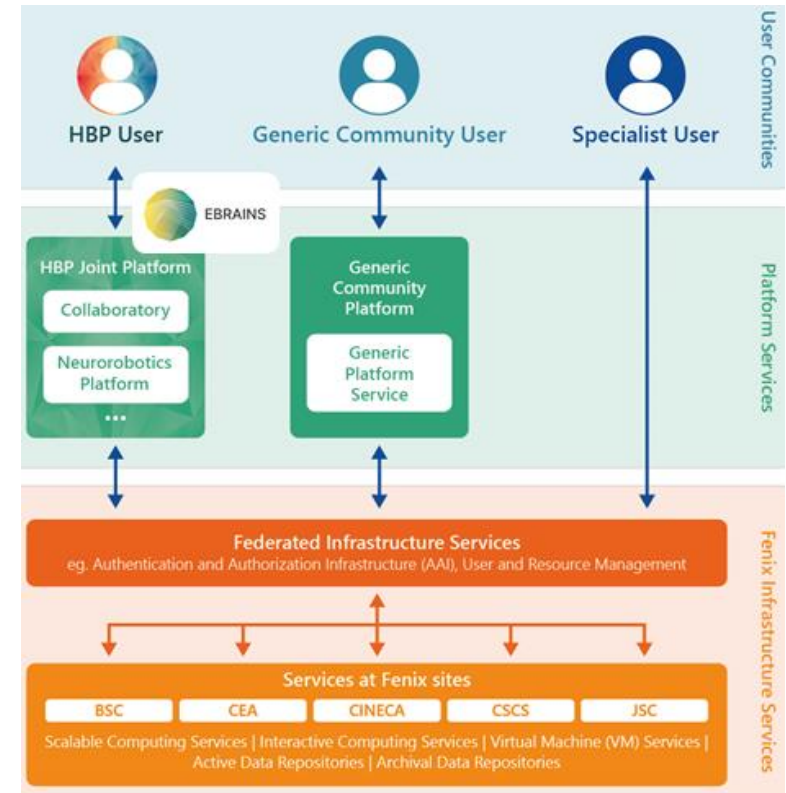 HBP User
Generic Community User
Specialist User
User Communities
EBRAINS
HBP Joint Platform
Collaboratory
Neurorobotics
Platform
...
Generic
Community
Platform
Generic
Platform
Service
Platform Services
Federated Infrastructure Services
eg. Authentication and Authorization Infrastructure (AAI), User and Resource Management
Services at Fenix sites
BSC
CEA
CINECA
CSCS
JSC
Scalable Computing Services | Interactive Computing Services | Virtual Machine (VM) Services |
Active Data Repositories | Archival Data Repositories
Fenix Infrastructure Services